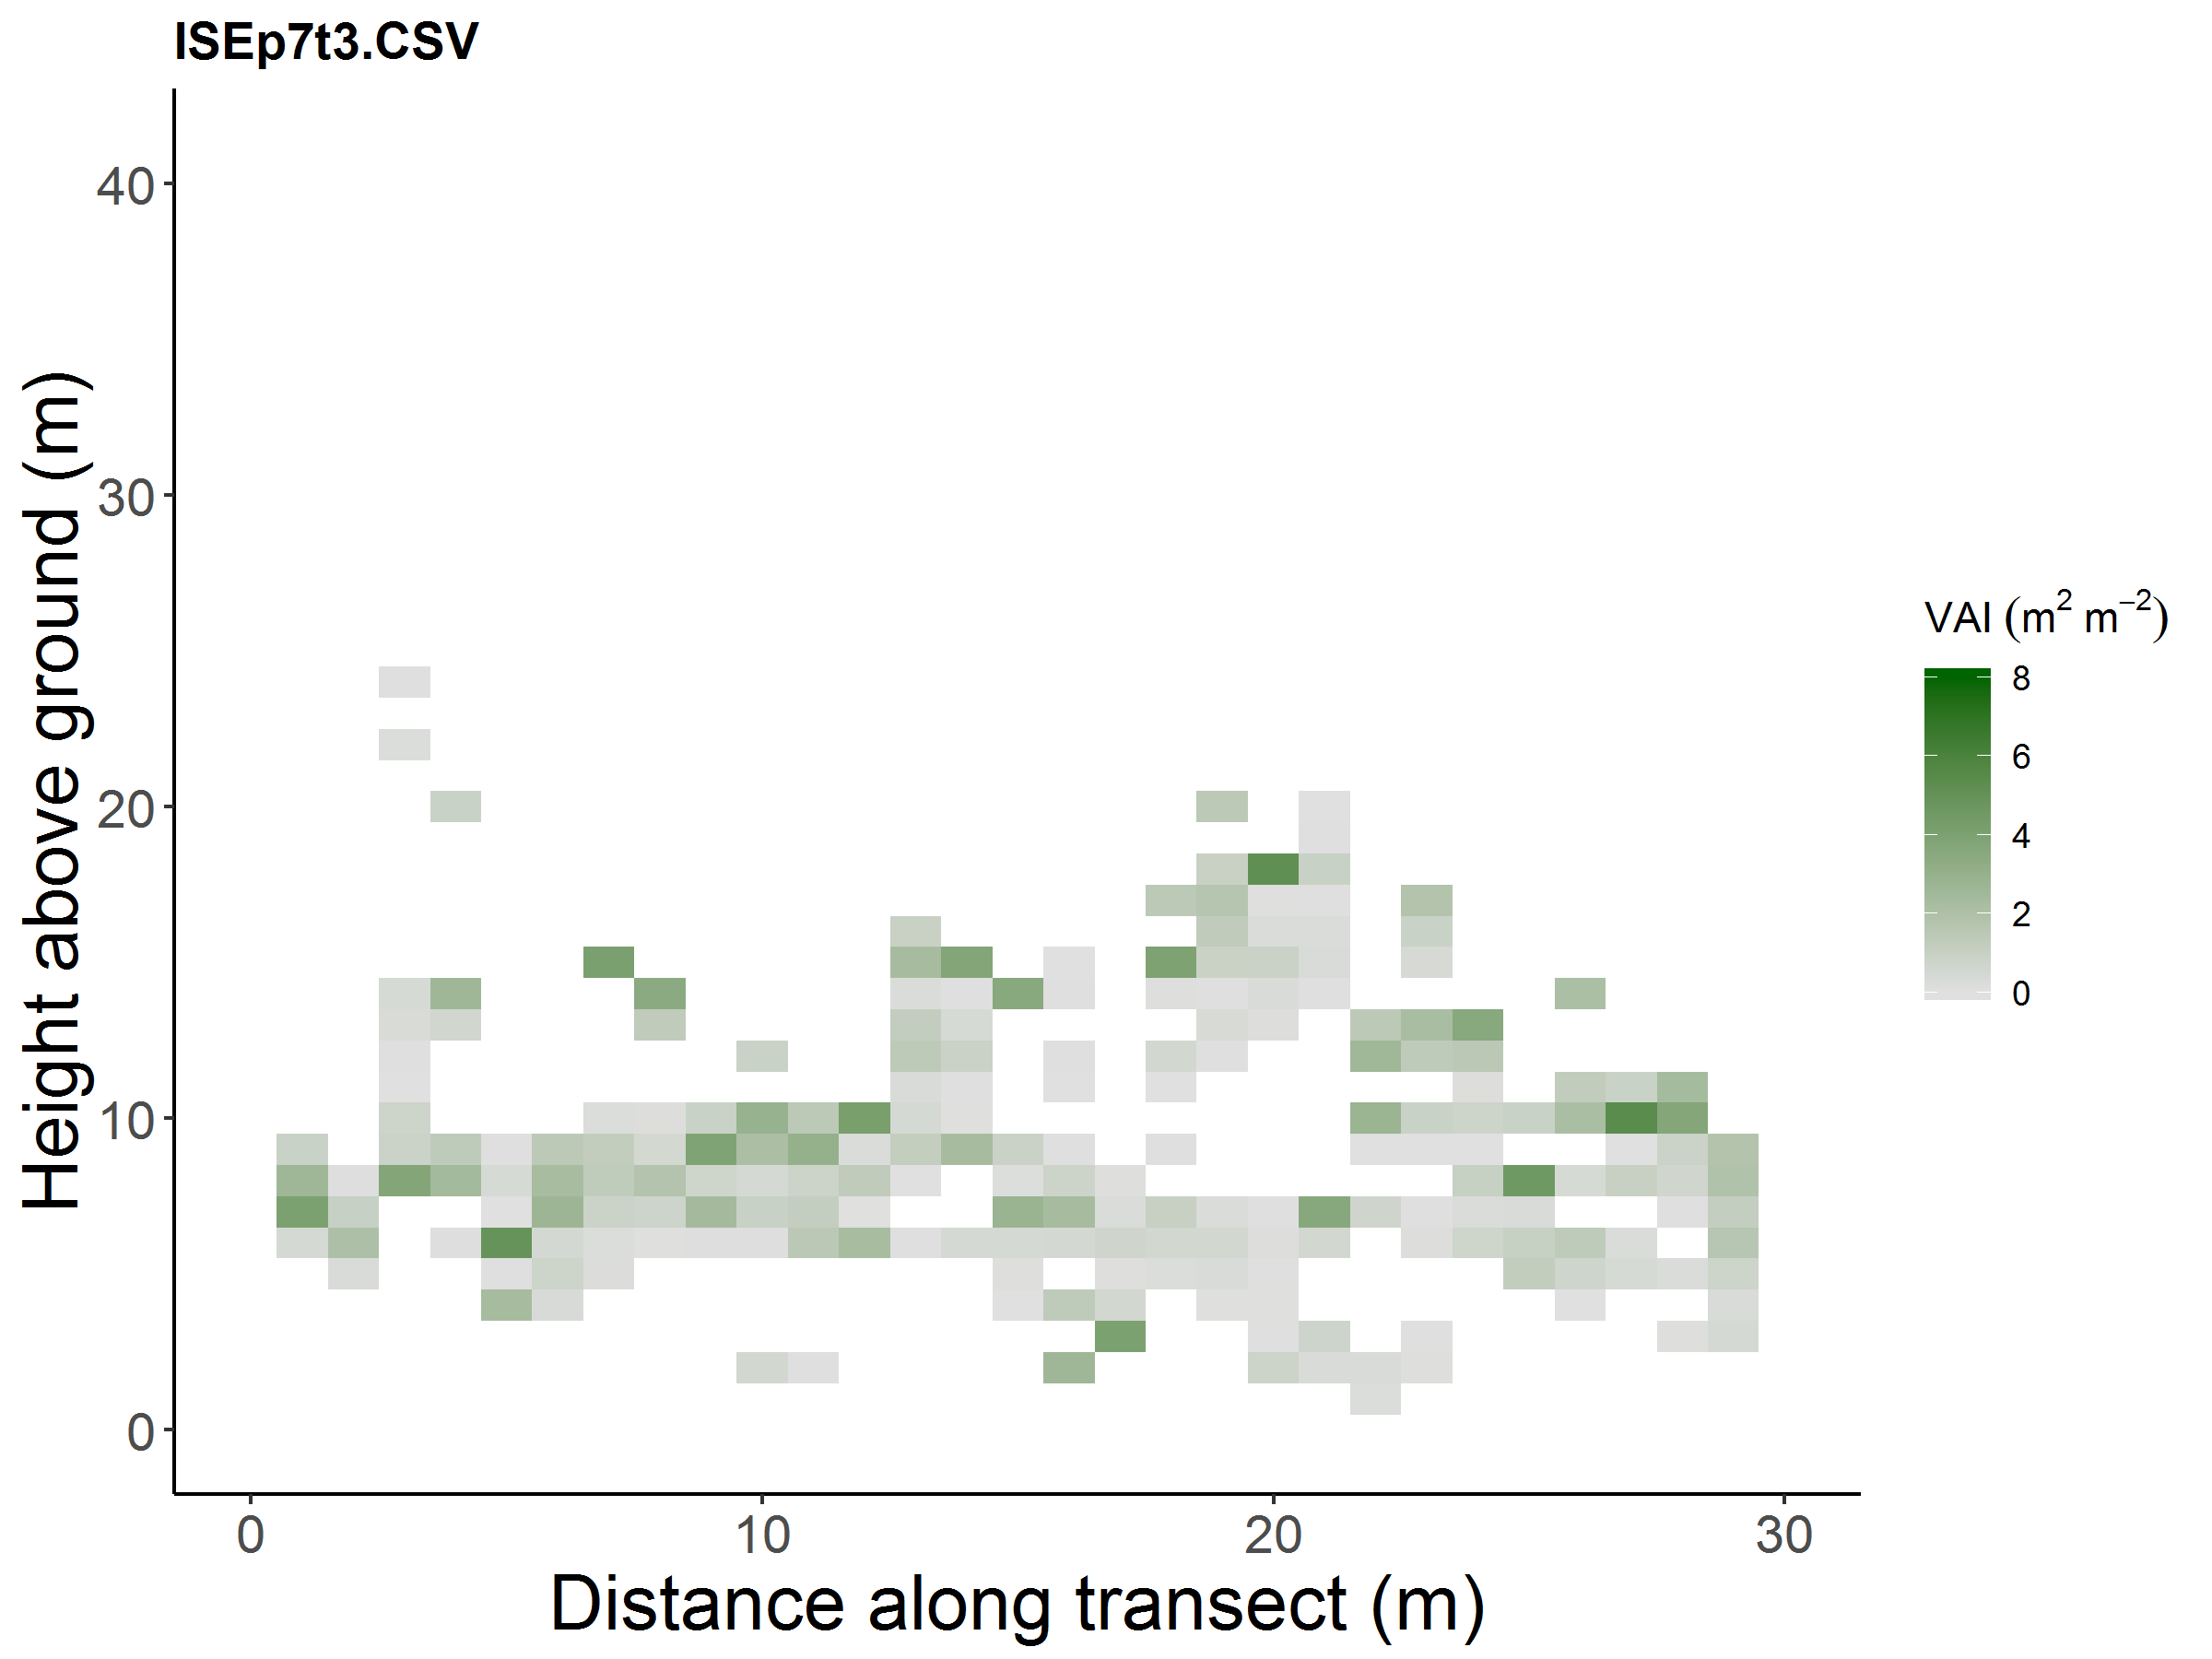 ISEp7t3.CSV
Height above ground (m)
40
30
20
10
0
0 10 20 30
Distance along transect (m)
VAI (m² m⁻²)
8
6
4
2
0